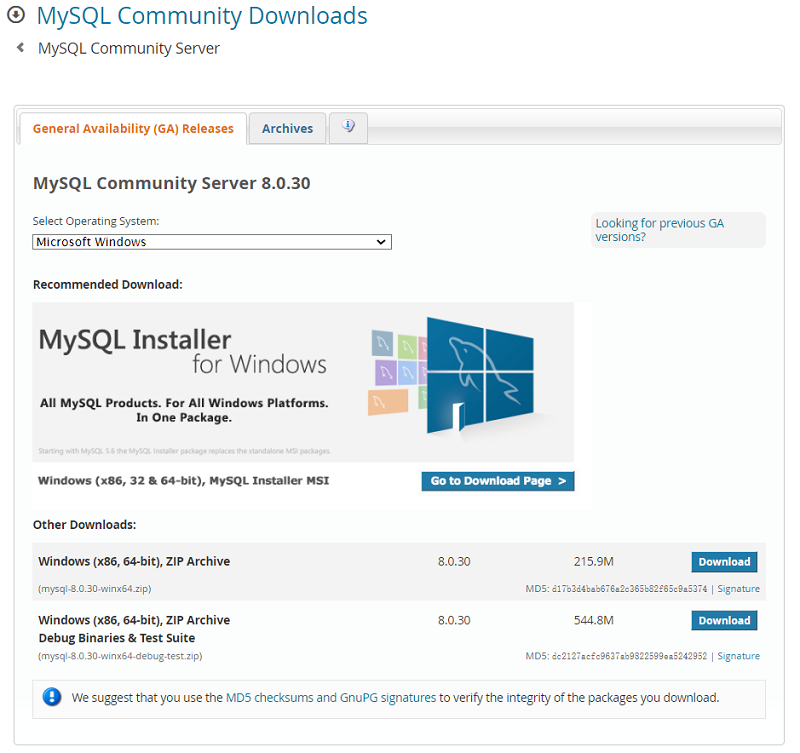 MySQL Community Downloads
MySQL Community Server
General Availability (GA) Releases
Archives
MySQL Community Server 8.0.30
Select Operating System:
Microsoft Windows
Looking for previous GA
versions?
Recommended Download:
MySQL Installer
for Windows
All MySQL Products. For All Windows Platforms.
In One Package.
Starting with MySQL 5.6 the MySQL Installer package replaces the standalone MSI packages.
Windows (x86, 32 & 64-bit), MySQL Installer MSI
Go to Download Page >
Other Downloads:
Windows (x86, 64-bit), ZIP Archive 8.0.30 215.9M Download
(mysql-8.0.30-winx64.zip) MD5: d17b3d4bab676a2c365b82f65c9a5374 | Signature
Windows (x86, 64-bit), ZIP Archive 8.0.30 544.8M Download
Debug Binaries & Test Suite
(mysql-8.0.30-winx64-debug-test.zip) MD5: dc2127acfc9637ab9822599ea5242952 | Signature
We suggest that you use the MD5 checksums and GnuPG signatures to verify the integrity of the packages you download.